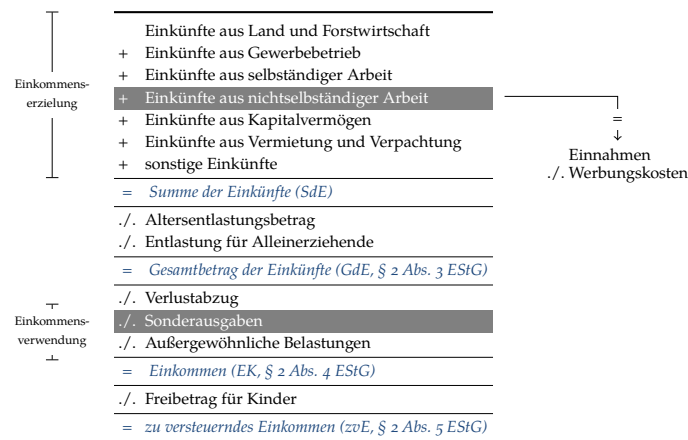 Einkünfte aus Land und Forstwirtschaft
+ Einkünfte aus Gewerbebetrieb
+ Einkünfte aus selbständiger Arbeit
Einkommens-
erzielung
+ Einkünfte aus nichtselbständiger Arbeit
+ Einkünfte aus Kapitalvermögen
+ Einkünfte aus Vermietung und Verpachtung
+ sonstige Einkünfte
=
Einnahmen
./. Werbungskosten
= Summe der Einkünfte (SdE)
./. Altersentlastungsbetrag
./. Entlastung für Alleinerziehende
= Gesamtbetrag der Einkünfte (GdE, § 2 Abs. 3 EStG)
./. Verlustabzug
Einkommens-
verwendung
./. Sonderausgaben
./. Außergewöhnliche Belastungen
= Einkommen (EK, § 2 Abs. 4 EStG)
./. Freibetrag für Kinder
= zu versteuerndes Einkommen (zvE, § 2 Abs. 5 EStG)